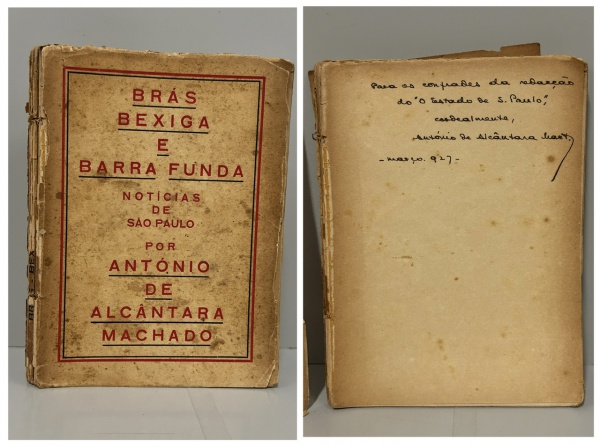 BRÁS
BEXIGA
E
BARRA FUNDA
NOTÍCIAS
DE
SÃO PAULO
POR
ANTÓNIO
DE
ALCÂNTARA
MACHADO
Para os confrades da redacção
do "O Estado de S. Paulo",
cordealmente,
António de Alcântara Mach
- março. 927 -